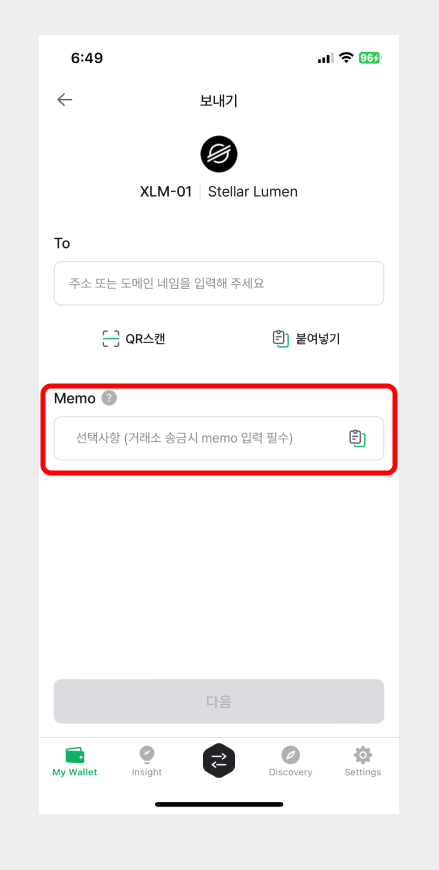 6:49
96
보내기
XLM-01 Stellar Lumen
To
주소 또는 도메인 네임을 입력해 주세요
QR스캔 붙여넣기
Memo ?
선택사항 (거래소 송금시 memo 입력 필수)
다음
My Wallet Insight Discovery Settings